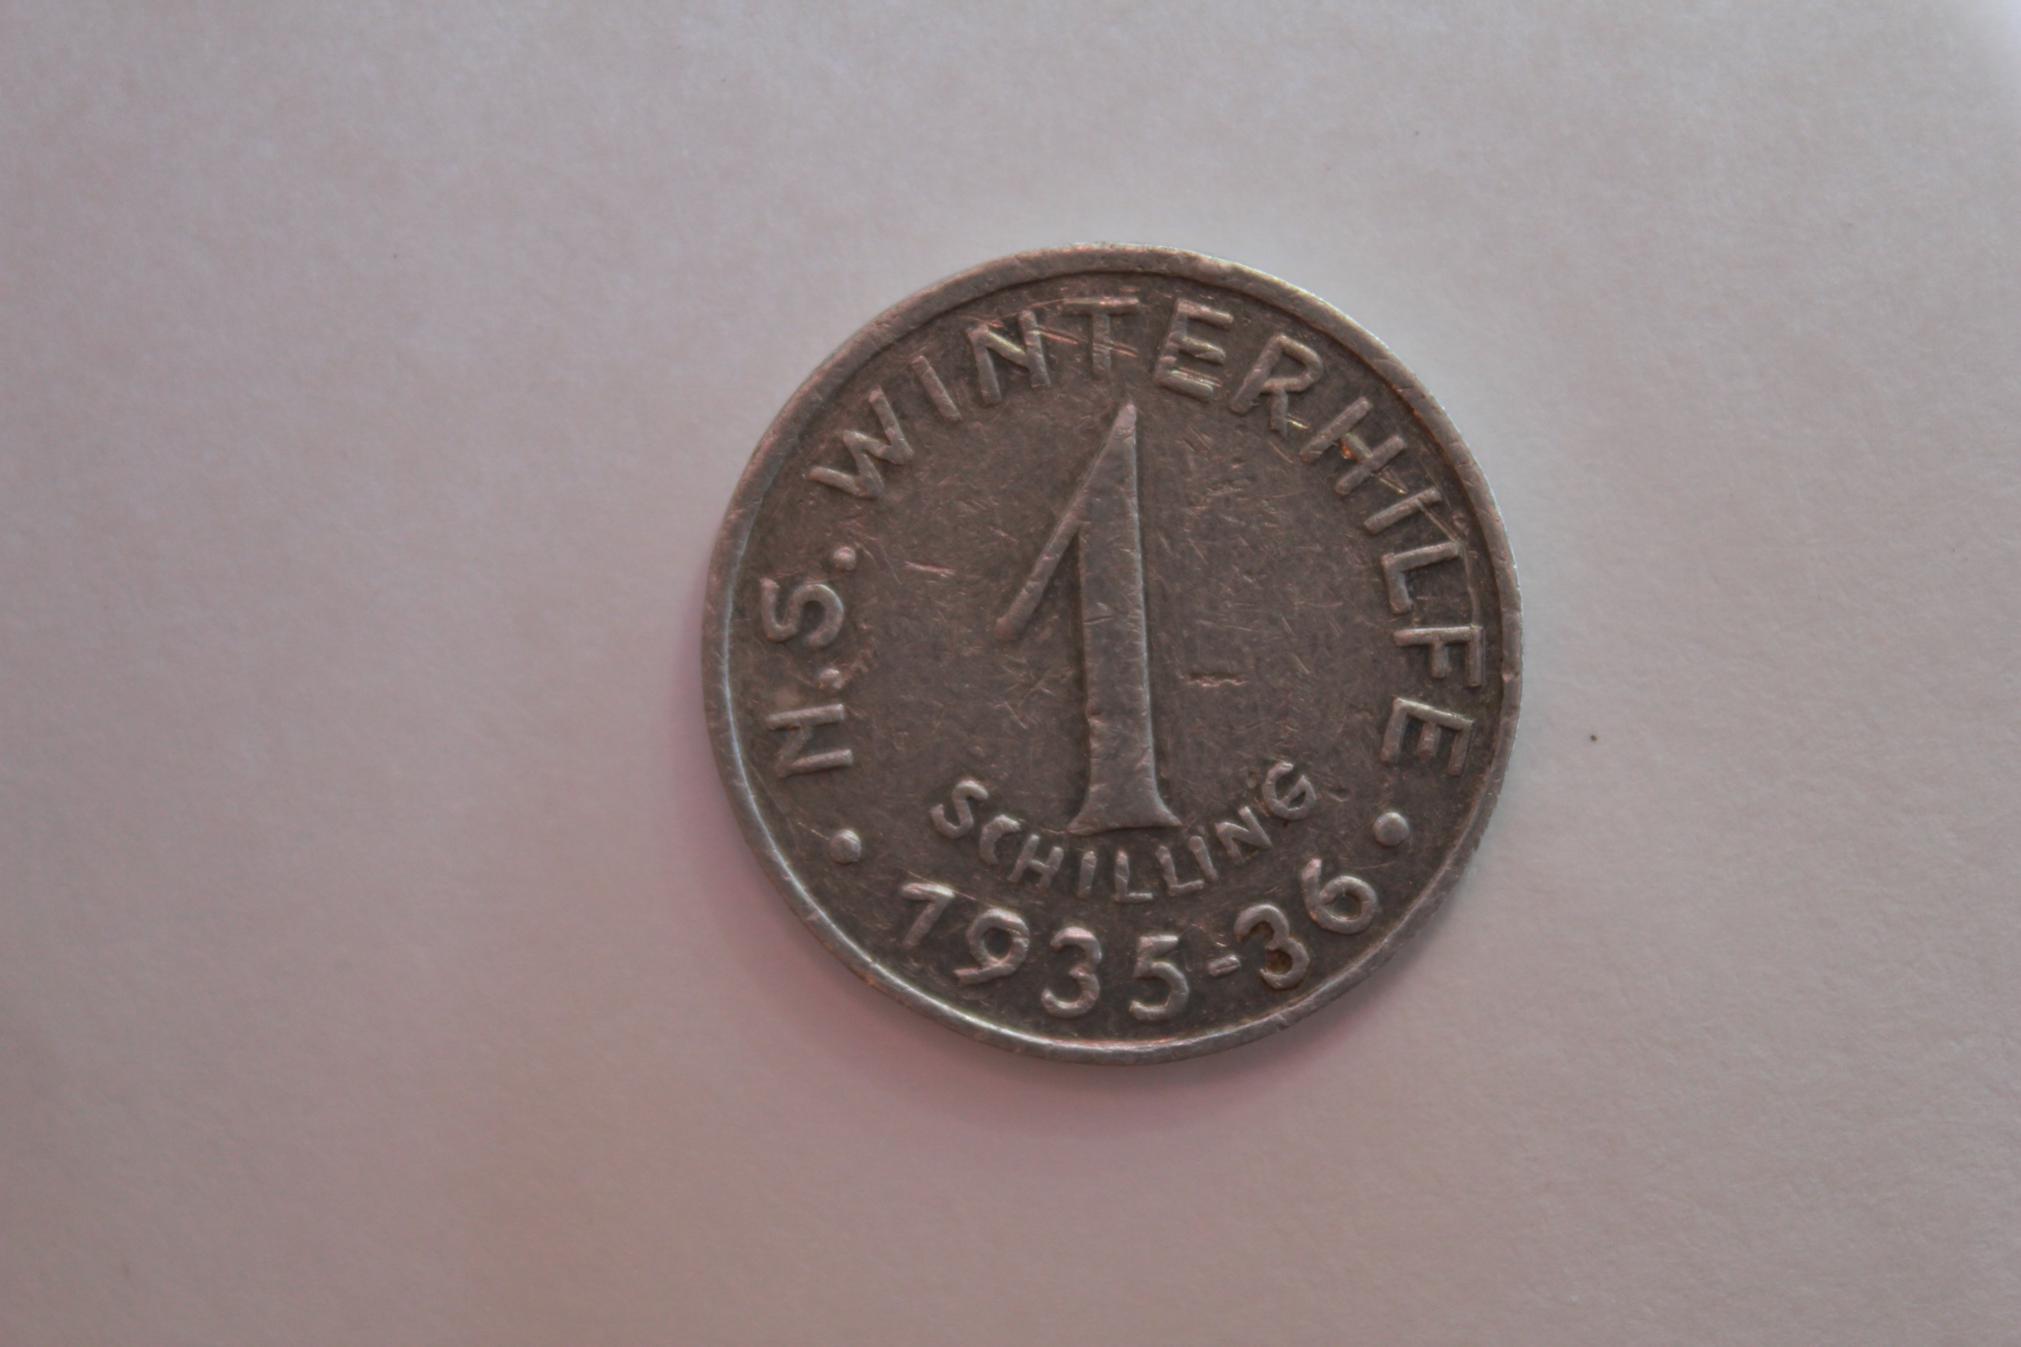 N.S. WINTERHILFE
1
SCHILLING
• 1935-36 •